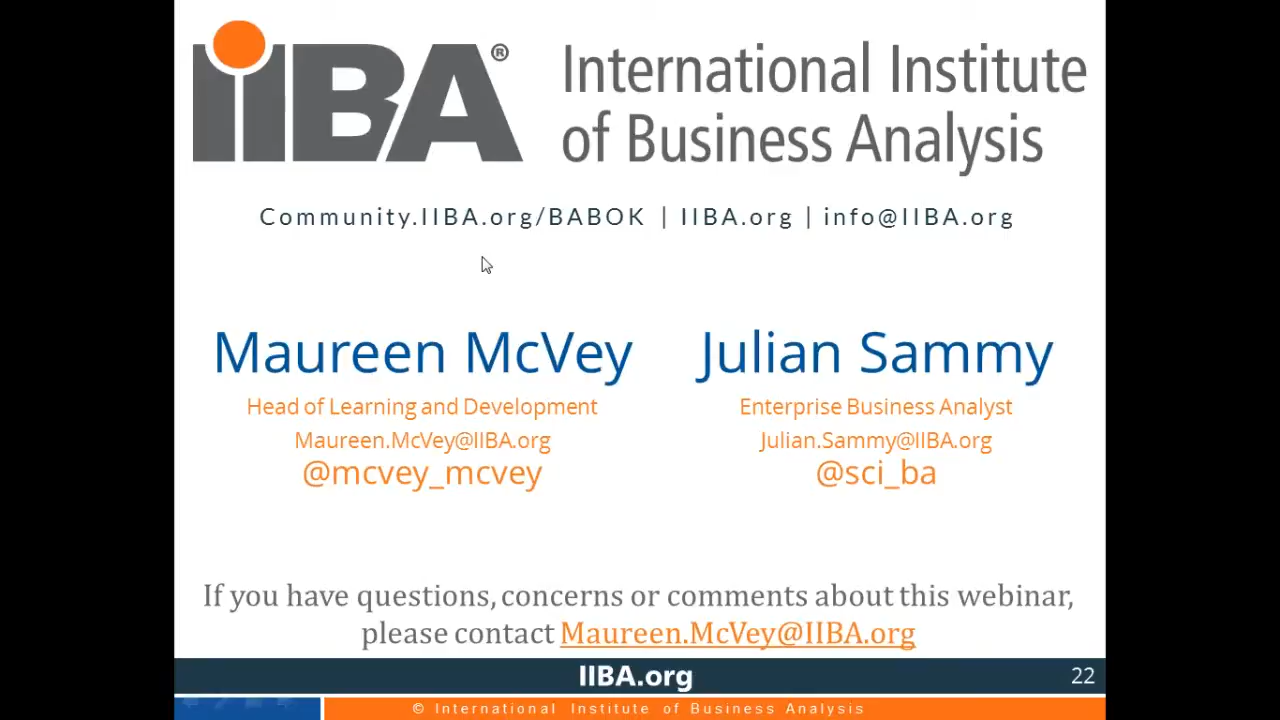 IIBA®
International Institute
of Business Analysis
Community.IIBA.org/BABOK | IIBA.org | info@IIBA.org
Maureen McVey
Head of Learning and Development
Maureen.McVey@IIBA.org
@mcvey_mcvey
Julian Sammy
Enterprise Business Analyst
Julian.Sammy@IIBA.org
@sci_ba
If you have questions, concerns or comments about this webinar,
please contact Maureen.McVey@IIBA.org
IIBA.org
22
© International Institute of Business Analysis